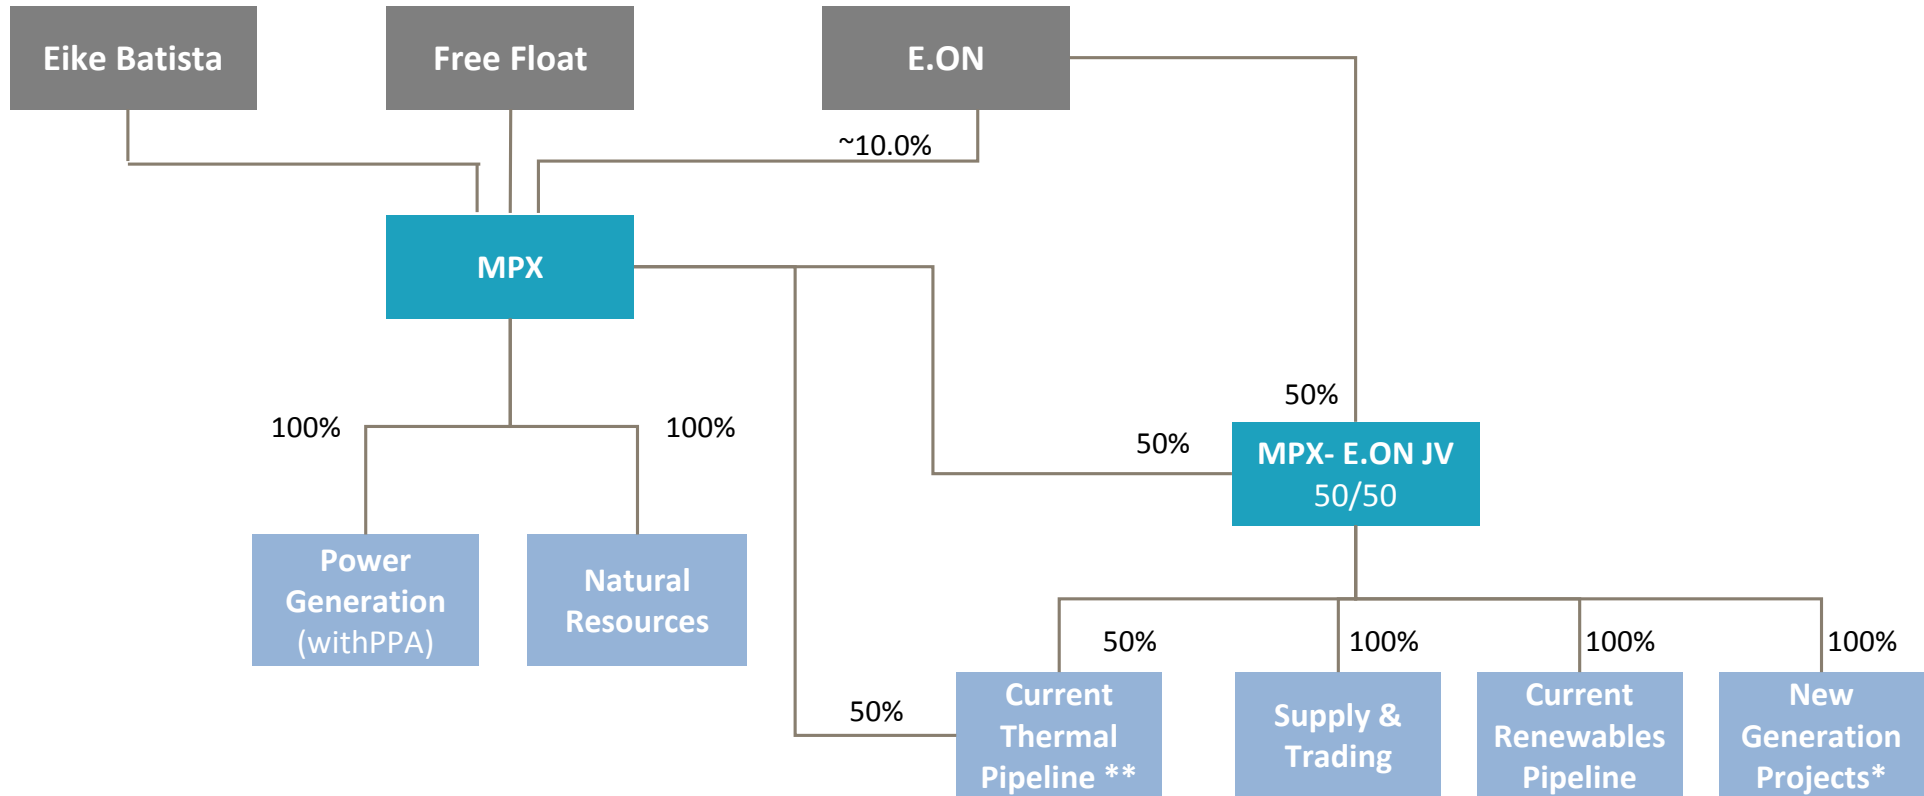 Eike Batista
Free Float
E.ON
~10.0%
MPX
50%
100%
100%
50%
MPX- E.ON JV
50/50
Power
Generation
(withPPA)
Natural
Resources
50%
100%
100%
100%
50%
Current
Thermal
Pipeline **
Supply &
Trading
Current
Renewables
Pipeline
New
Generation
Projects*